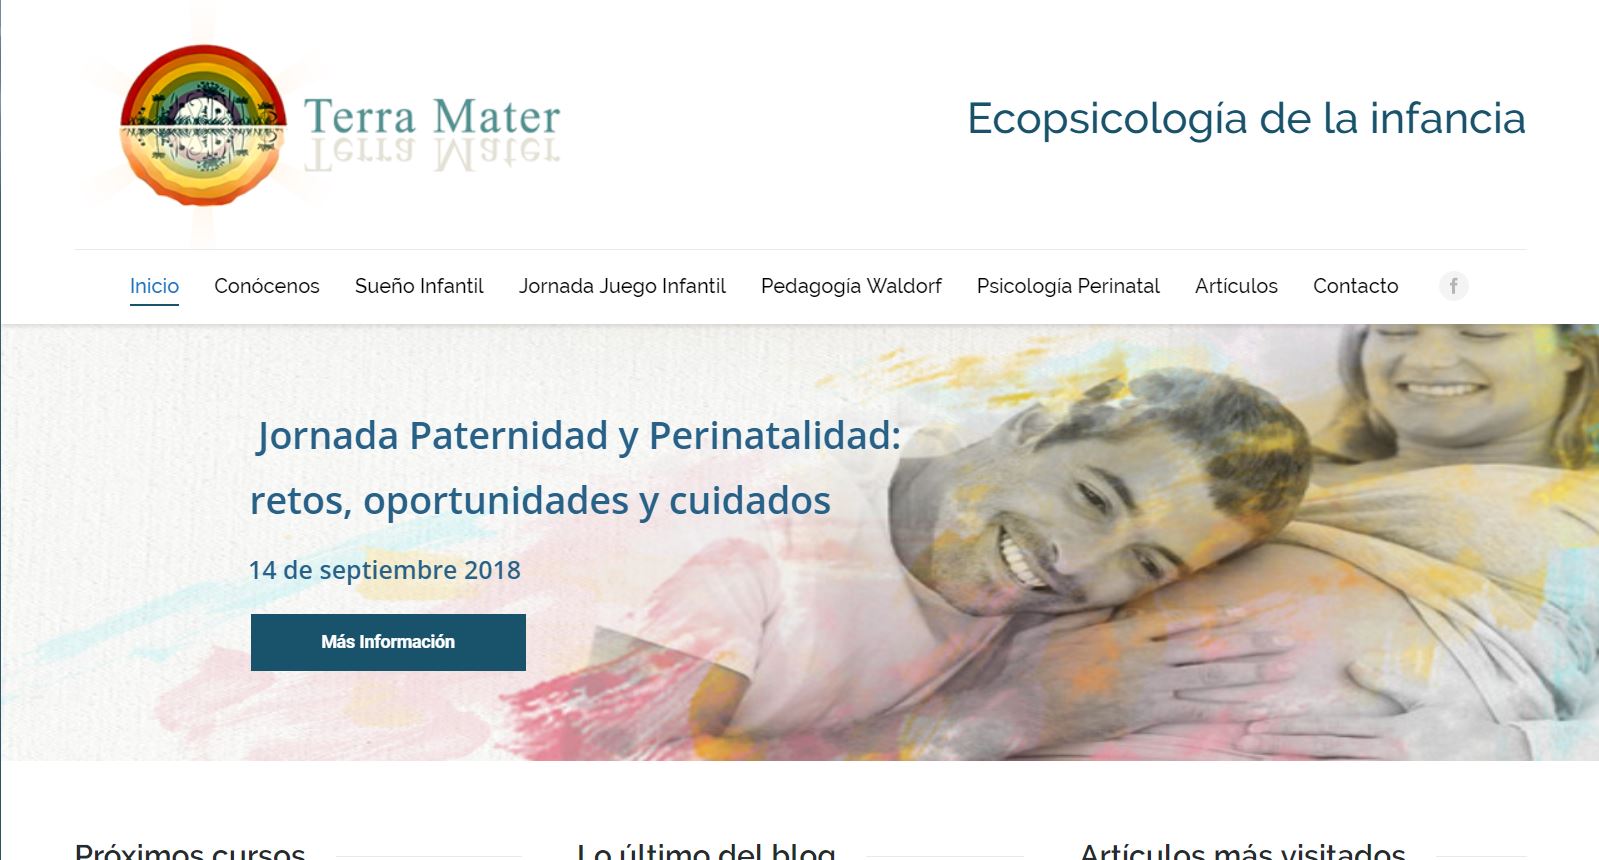 Terra Mater
Ecopsicología de la infancia
Inicio Conócenos Sueño Infantil Jornada Juego Infantil Pedagogía Waldorf Psicología Perinatal Artículos Contacto f
Jornada Paternidad y Perinatalidad:
retos, oportunidades y cuidados
14 de septiembre 2018
Más Información
Próximos cursos Lo último del blog Artículos más visitados